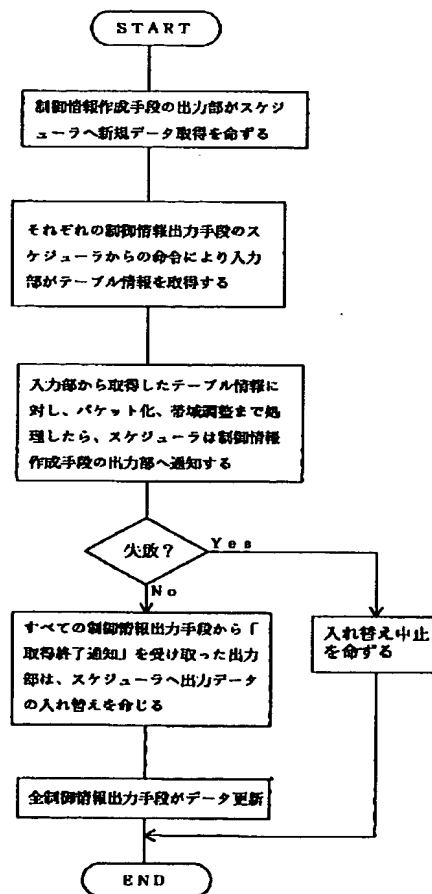 START
制御情報作成手段の出力部がスケジ
ューラへ新規データ取得を命ずる
それぞれの制御情報出力手段のス
ケジューラからの命令により入力
部がテーブル情報を取得する
入力部から取得したテーブル情報に
対し、パケット化、帯域調整まで処
理したら、スケジューラは制御情報
作成手段の出力部へ通知する
失敗?
Yes
No
すべての制御情報出力手段から「
取得終了通知」を受け取った出力
部は、スケジューラへ出力データ
の入れ替えを命じる
入れ替え中止
を命ずる
全制御情報出力手段がデータ更新
END